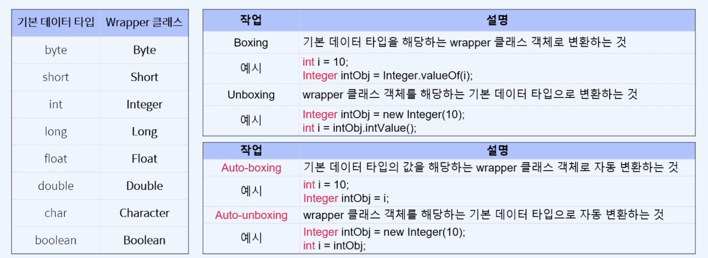 기본 데이터 타입 Wrapper 클래스
byte Byte
short Short
int Integer
long Long
float Float
double Double
char Character
boolean Boolean
작업 설명
Boxing 기본 데이터 타입을 해당하는 wrapper 클래스 객체로 변환하는 것
예시 int i = 10;
Integer intObj = Integer.valueOf(i);
Unboxing wrapper 클래스 객체를 해당하는 기본 데이터 타입으로 변환하는 것
예시 Integer intObj = new Integer(10);
int i = intObj.intValue();
작업 설명
Auto-boxing 기본 데이터 타입의 값을 해당하는 wrapper 클래스 객체로 자동 변환하는 것
예시 int i = 10;
Integer intObj = i;
Auto-unboxing wrapper 클래스 객체를 해당하는 기본 데이터 타입으로 자동 변환하는 것
예시 Integer intObj = new Integer(10);
int i = intObj;